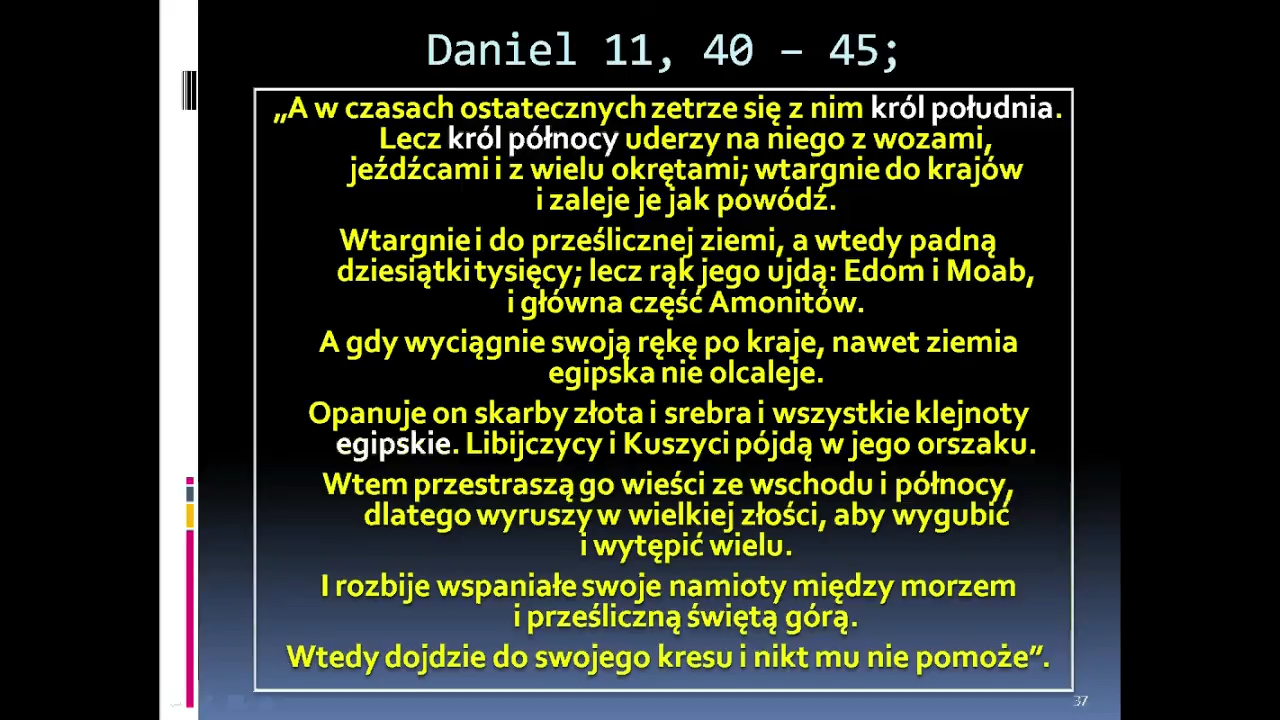 Daniel 11, 40 – 45;
„A w czasach ostatecznych zetrze się z nim król południa.
Lecz król północy uderzy na niego z wozami,
jeźdźcami i z wielu okrętami; wtargnie do krajów
i zaleje je jak powódź.
Wtargnie i do prześlicznej ziemi, a wtedy padną
dziesiątki tysięcy; lecz rąk jego ujdą: Edom i Moab,
i główna część Amonitów.
A gdy wyciągnie swoją rękę po kraje, nawet ziemia
egipska nie olcaleje.
Opanuje on skarby złota i srebra i wszystkie klejnoty
egipskie. Libijczycy i Kuszyci pójdą w jego orszaku.
Wtem przestraszą go wieści ze wschodu i północy,
dlatego wyruszy w wielkiej złości, aby wygubić
i wytępić wielu.
I rozbije wspaniałe swoje namioty między morzem
i prześliczną świętą górą.
Wtedy dojdzie do swojego kresu i nikt mu nie pomoże”.
37